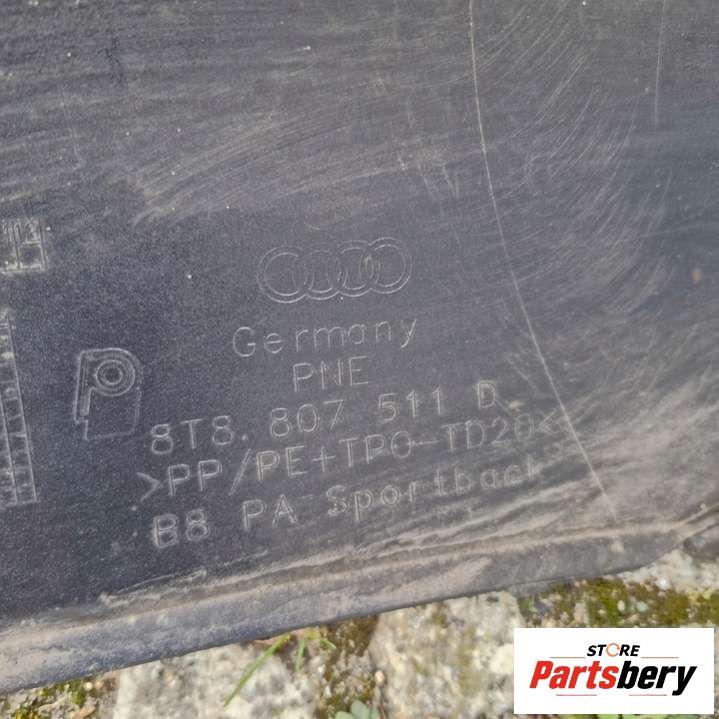 Germany
PNE
8T8. 807 511 D
>PP/PE+TPO-TD20<
B8 PA Sportback
STORE
Partsbery